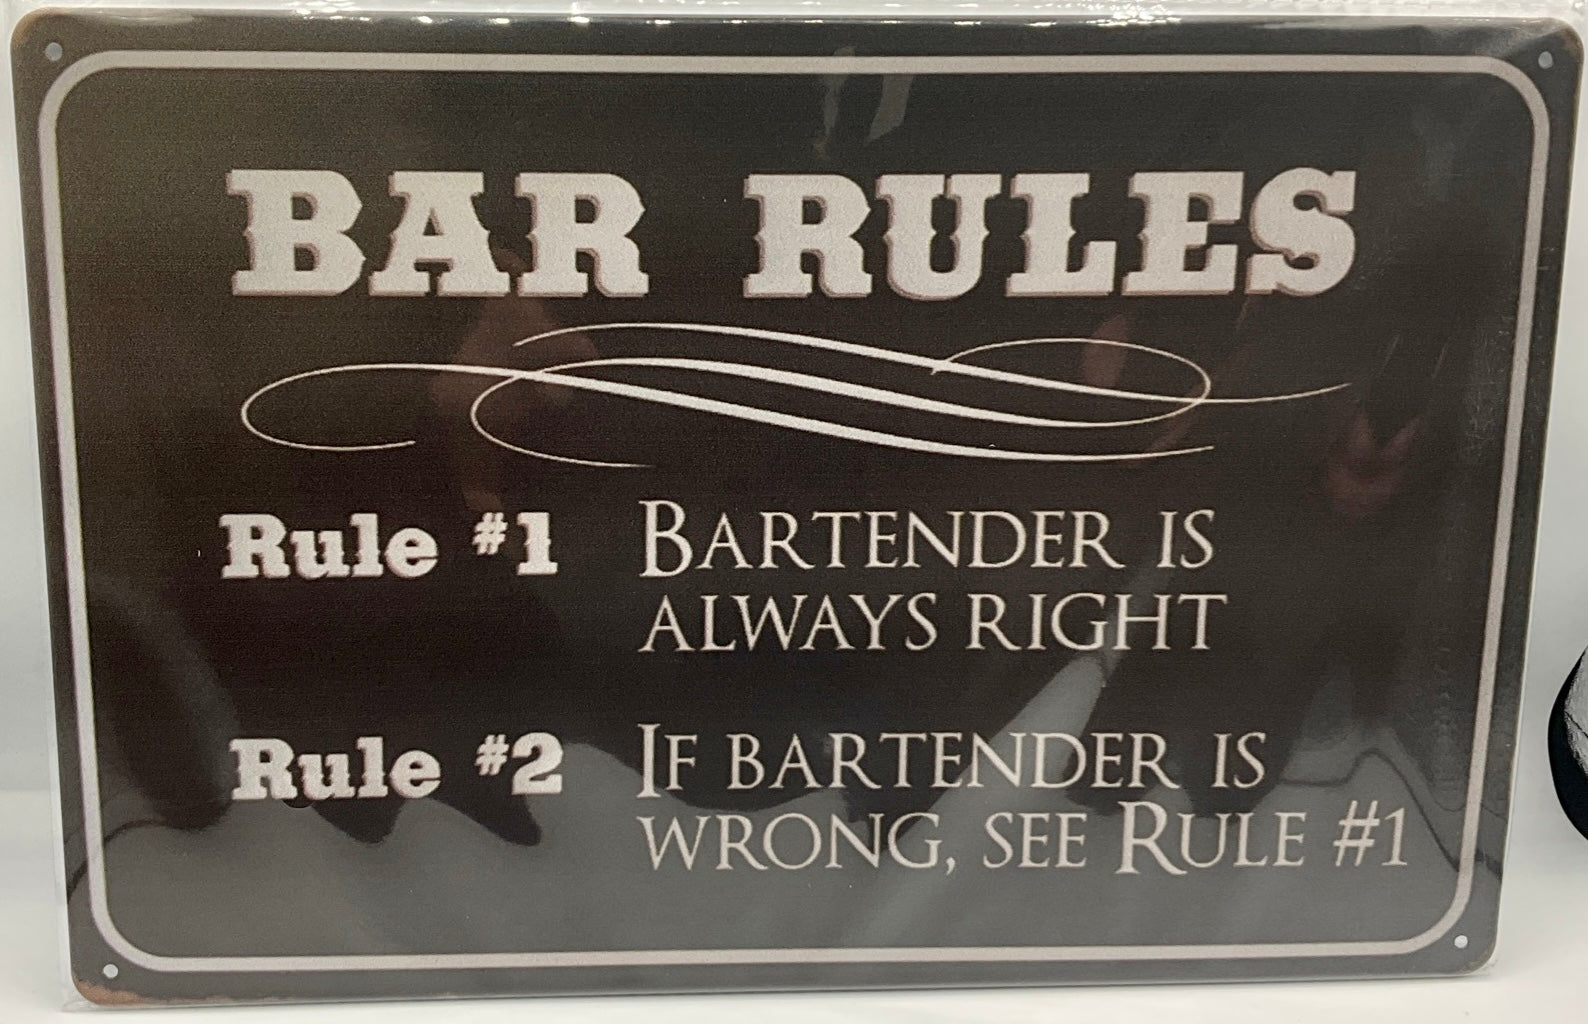 BAR RULES
Rule #1 BARTENDER IS
ALWAYS RIGHT
Rule #2 IF BARTENDER IS
WRONG, SEE RULE #1